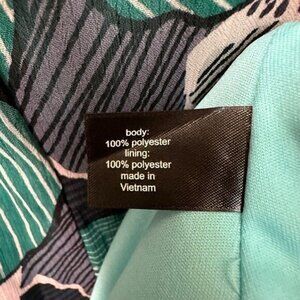 body:
100% polyester
lining:
100% polyester
made in
Vietnam